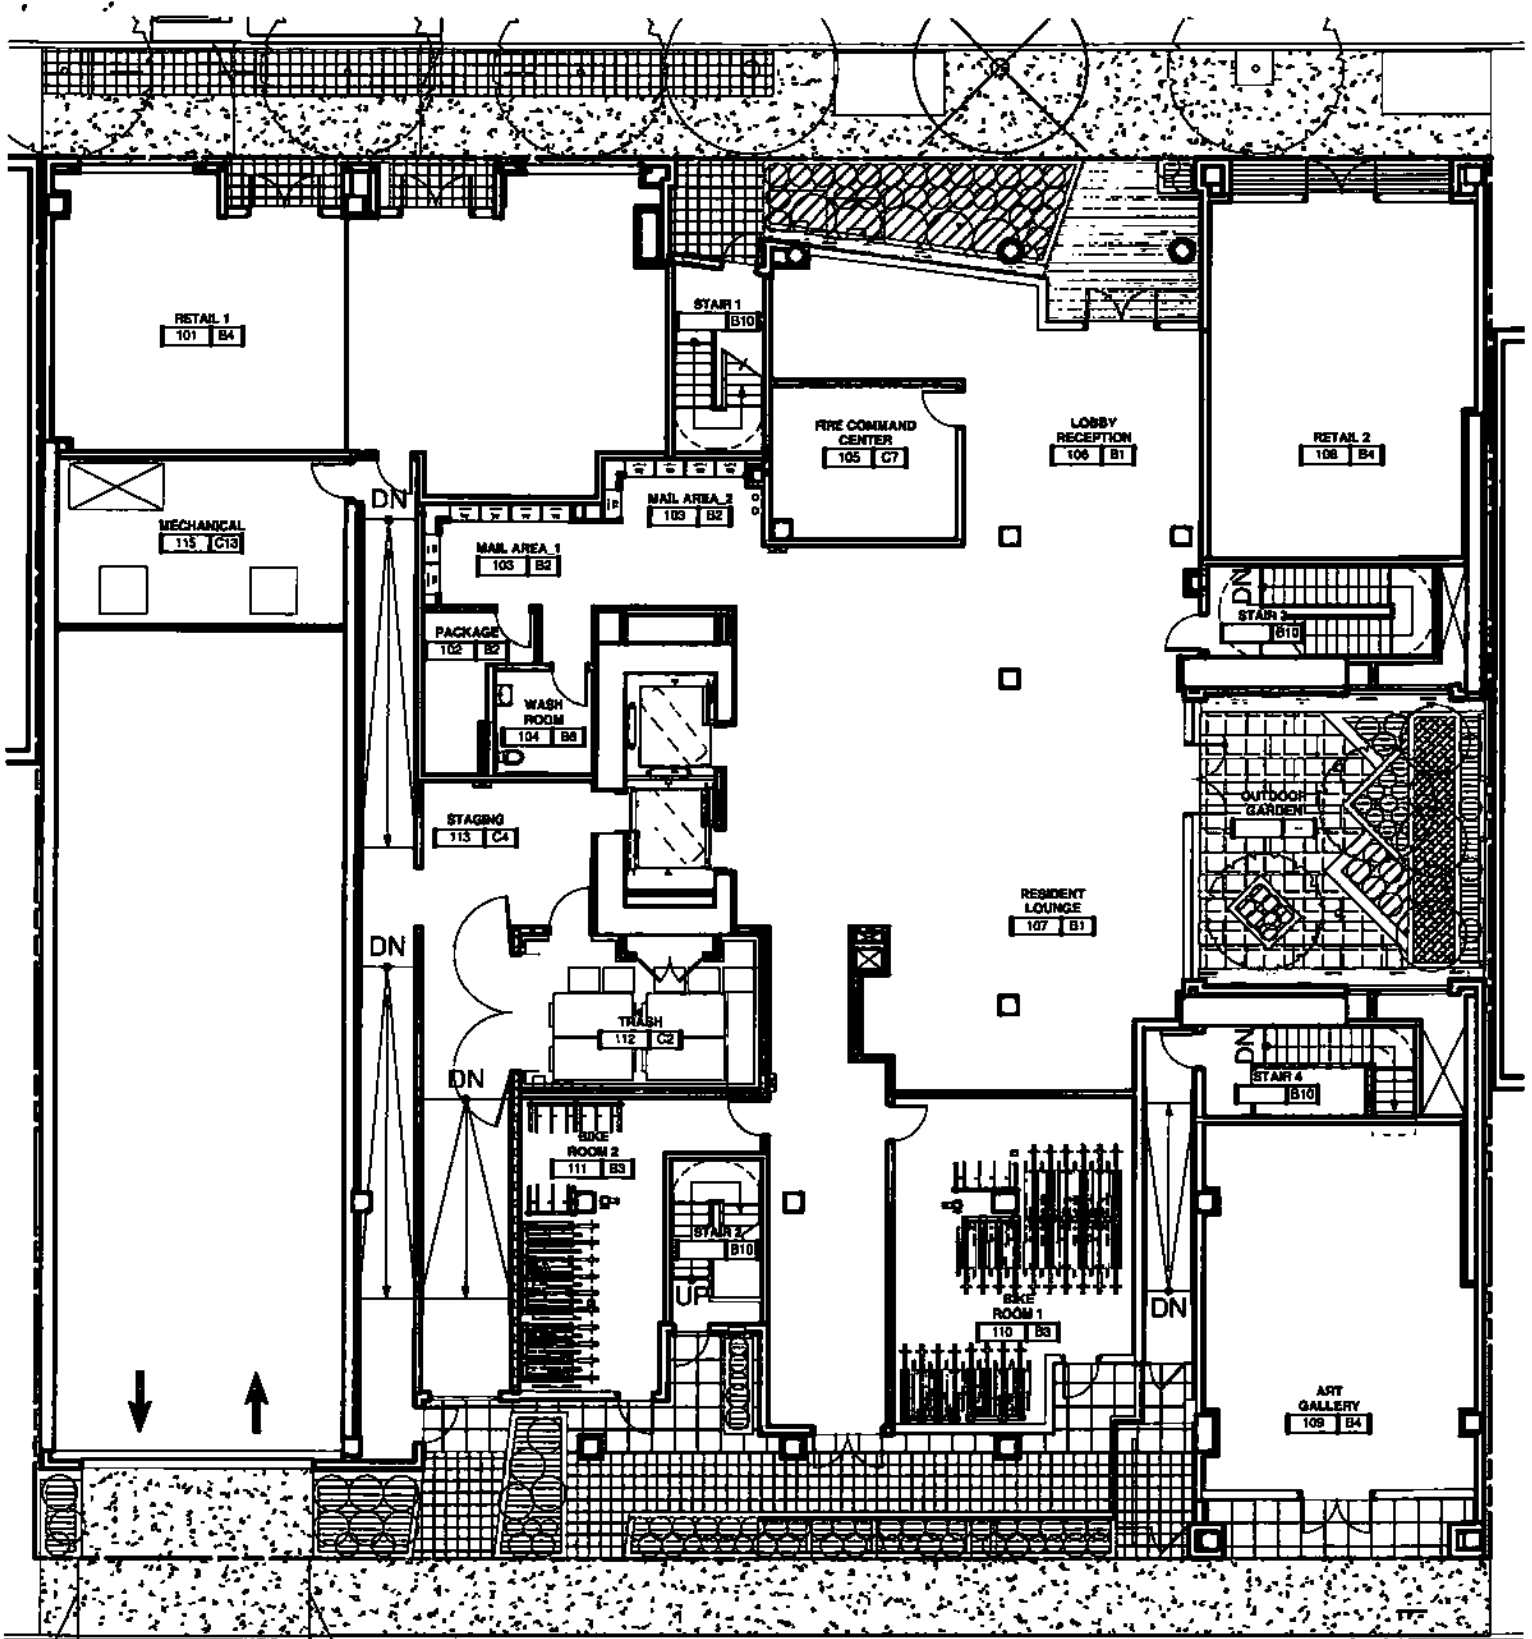 STAIR 1
B10
RETAIL 1
101 B4
FIRE COMMAND
CENTER
105 C7
LOBBY
RECEPTION
106 B1
RETAIL 2
108 B4
DN
MAIL AREA_2
103 B2
MECHANICAL
115 C13
MAIL AREA_1
103 B2
DN
STAIR 3
B10
PACKAGE
102 B2
WASH
ROOM
104 B6
OUTDOOR
GARDEN
--
STAGING
113 C4
RESIDENT
LOUNGE
107 B1
DN
TRASH
112 C2
DN
STAIR 4
B10
DN
BIKE
ROOM 2
111 B3
STAIR 2
B10
UP
BIKE
ROOM 1
110 B3
DN
ART
GALLERY
109 B4